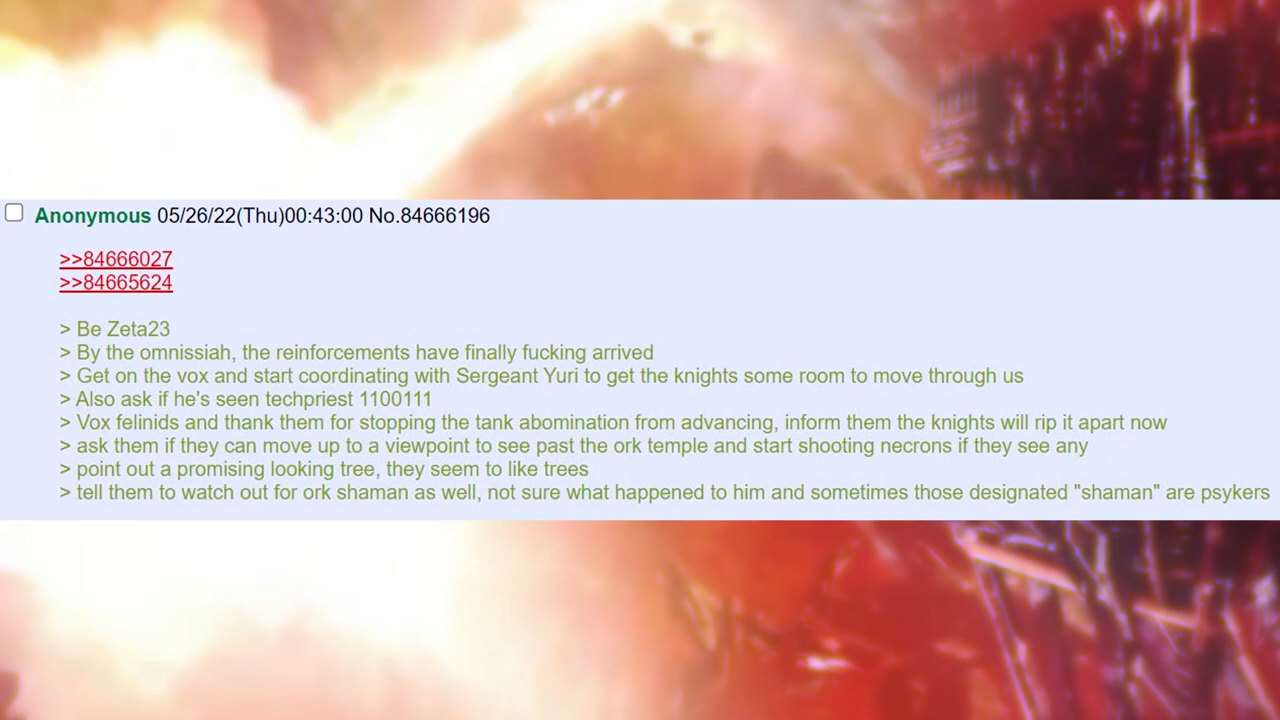 Anonymous 05/26/22(Thu)00:43:00 No.84666196
>>84666027
>>84665624
> Be Zeta23
> By the omnissiah, the reinforcements have finally fucking arrived
> Get on the vox and start coordinating with Sergeant Yuri to get the knights some room to move through us
> Also ask if he's seen techpriest 1100111
> Vox felinids and thank them for stopping the tank abomination from advancing, inform them the knights will rip it apart now
> ask them if they can move up to a viewpoint to see past the ork temple and start shooting necrons if they see any
> point out a promising looking tree, they seem to like trees
> tell them to watch out for ork shaman as well, not sure what happened to him and sometimes those designated "shaman" are psykers